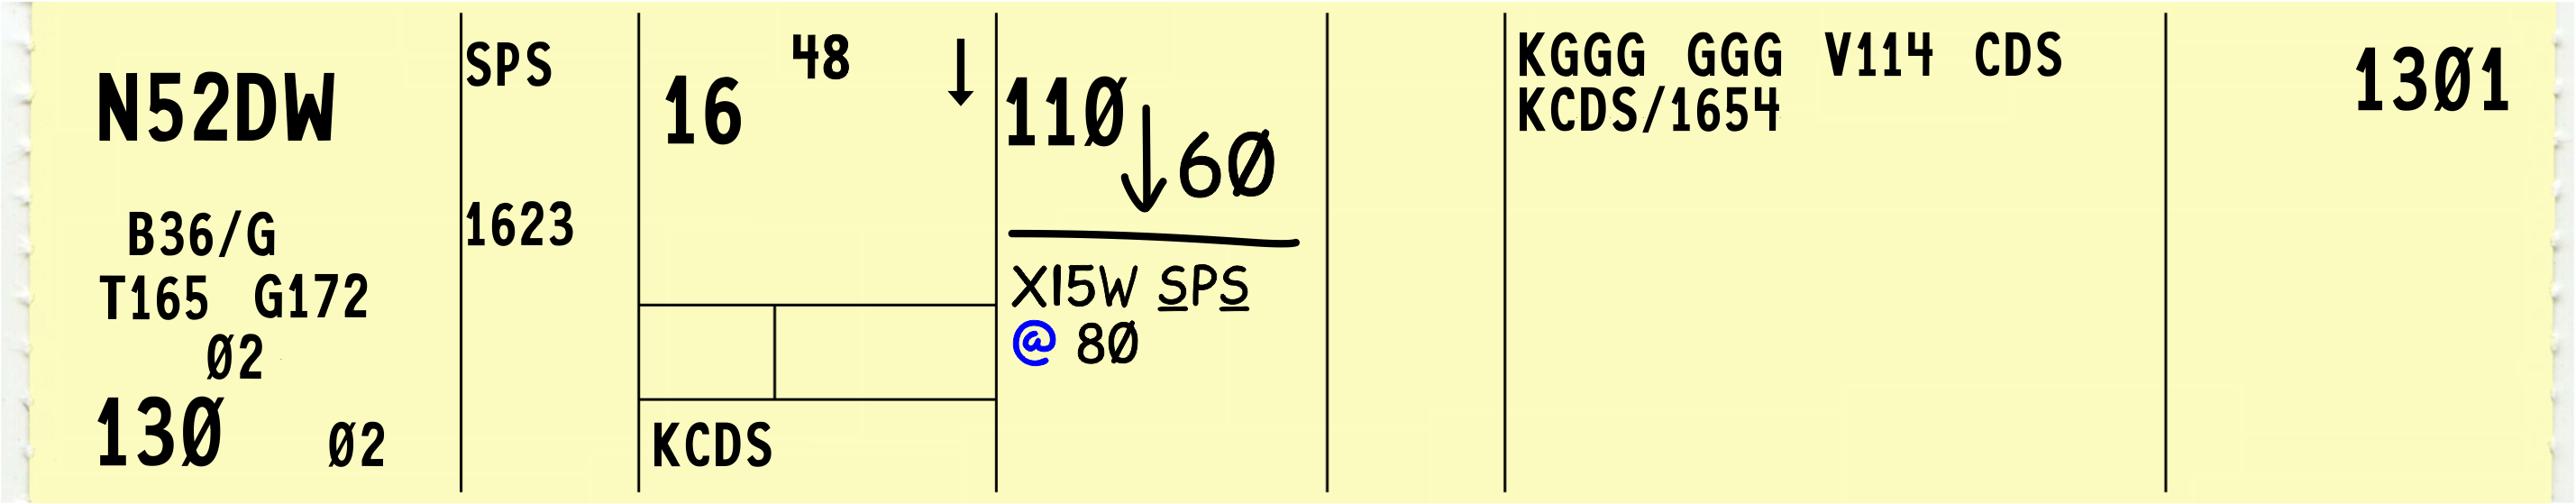 N52DW
B36/G
T165 G172
Ø2
13Ø Ø2
SPS
1623
16 48 ↓
KCDS
11Ø ↓ 6Ø
X15W SPS
@ 8Ø
KGGG GGG V114 CDS
KCDS/1654
13Ø1